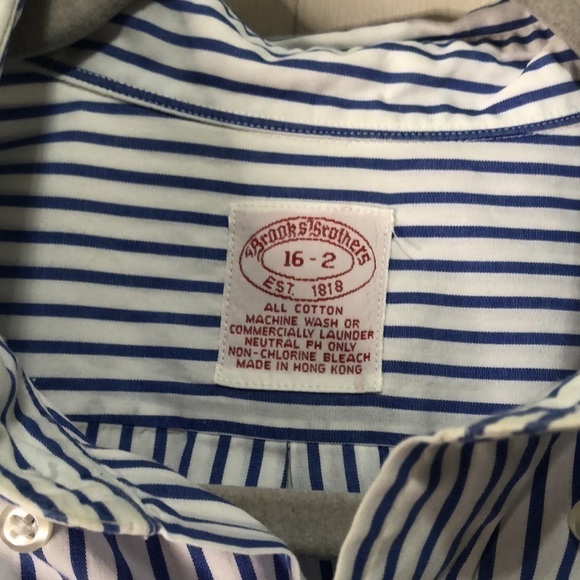 Brooks Brothers
16 - 2
EST. 1818
ALL COTTON
MACHINE WASH OR
COMMERCIALLY LAUNDER
NEUTRAL PH ONLY
NON-CHLORINE BLEACH
MADE IN HONG KONG